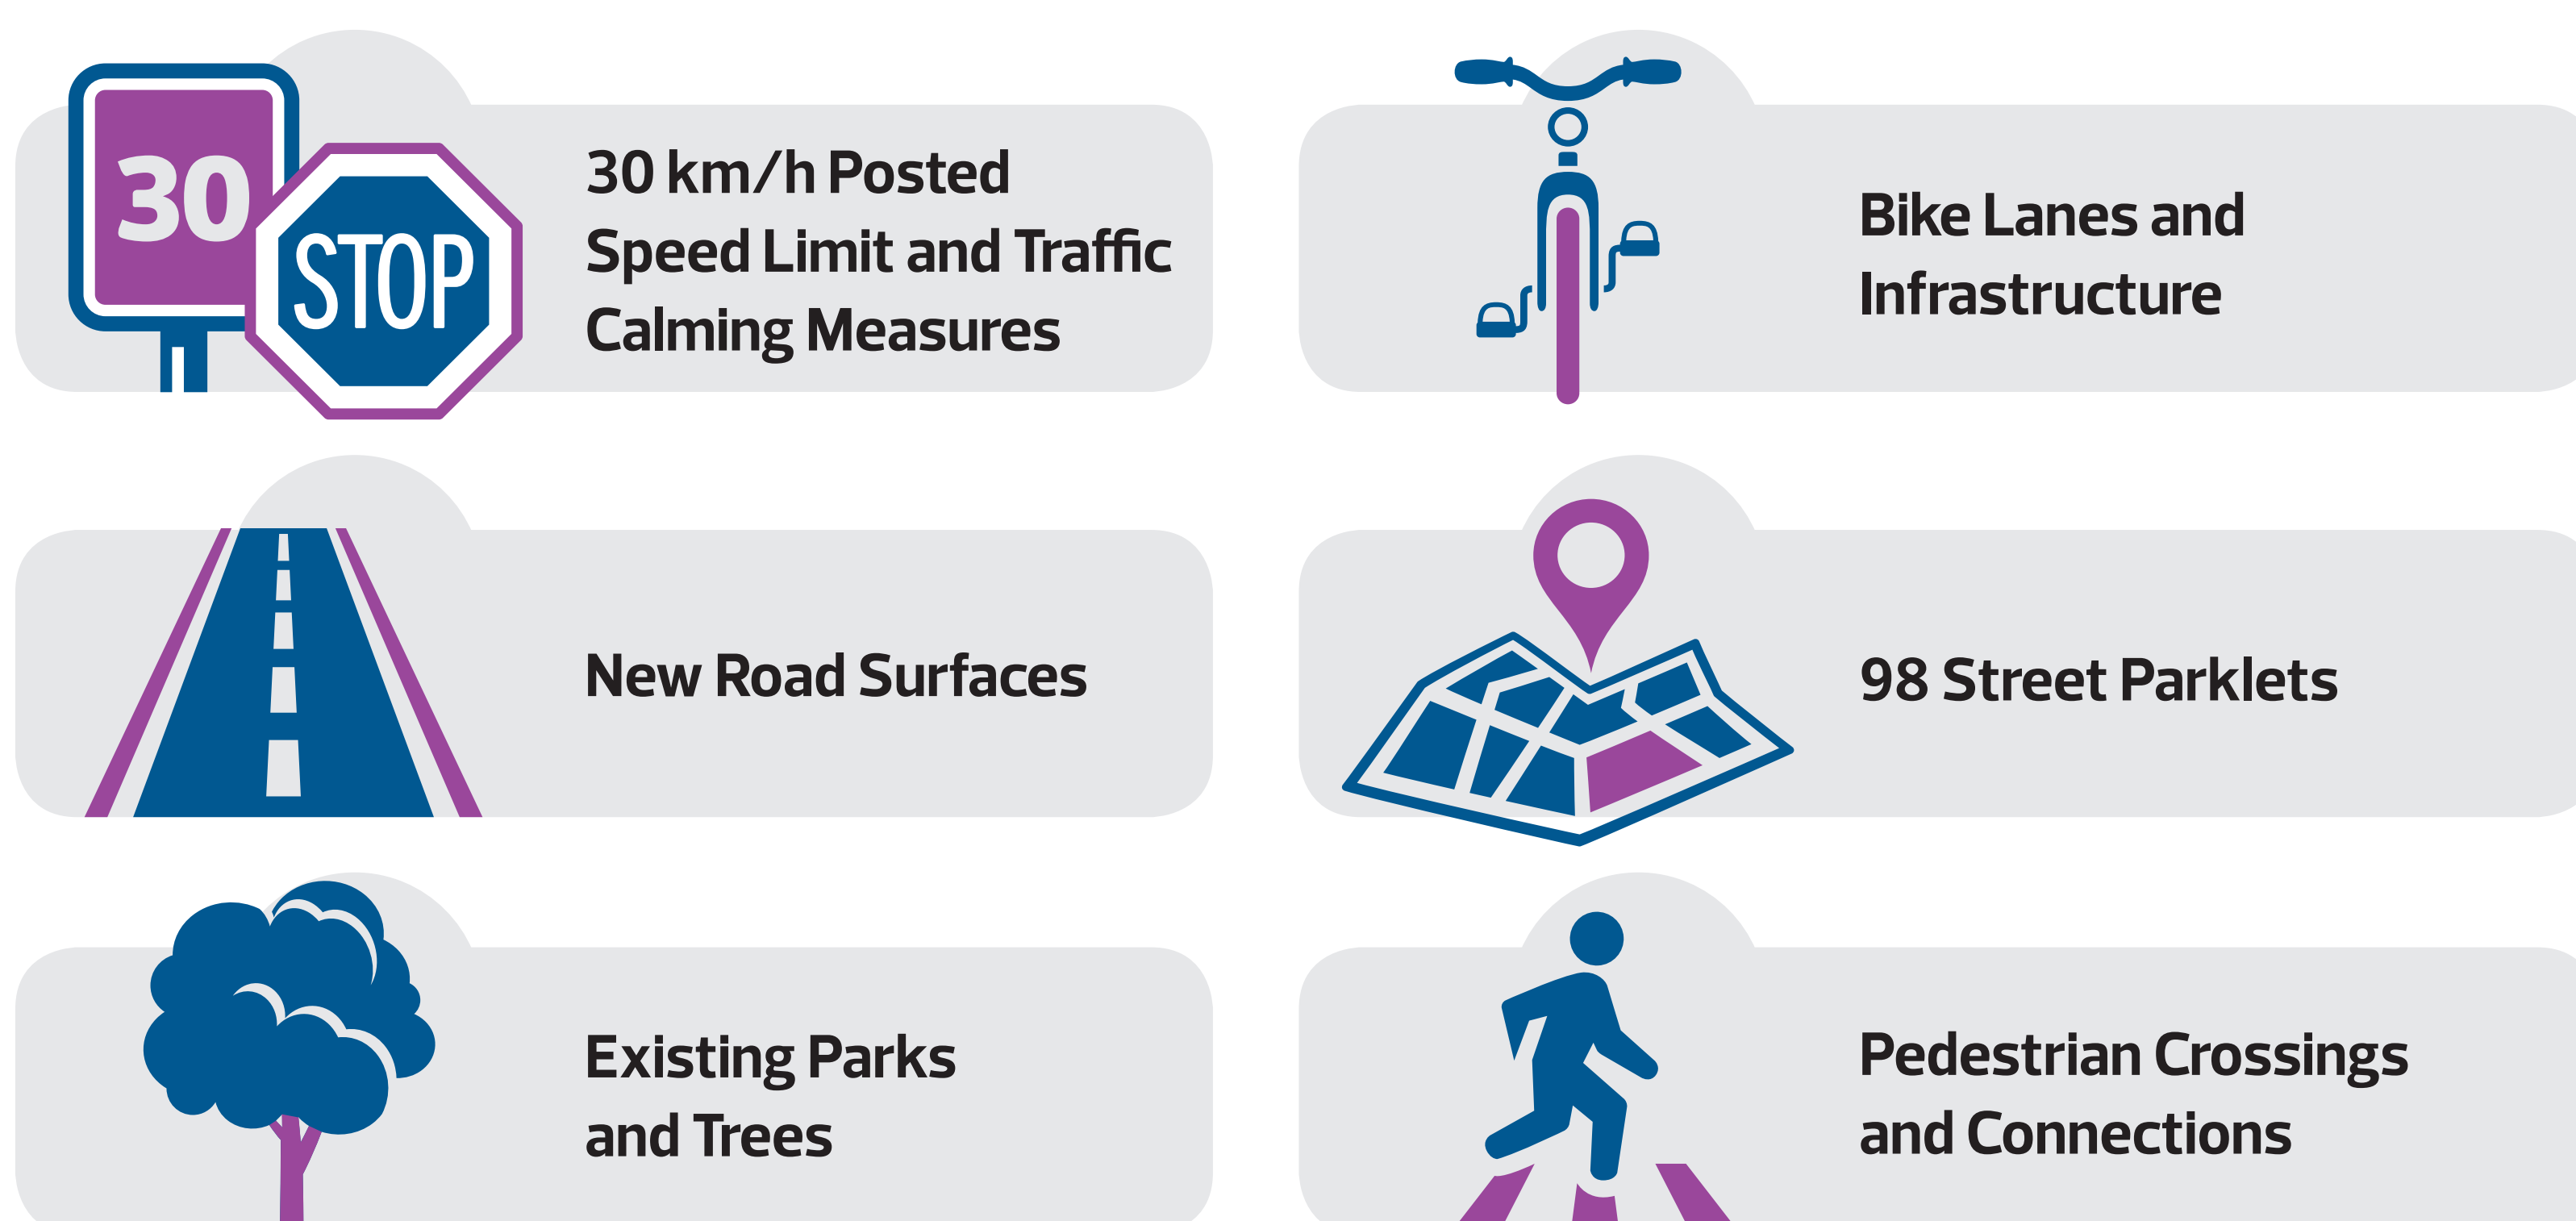 30
STOP
30 km/h Posted
Speed Limit and Traffic
Calming Measures
Bike Lanes and
Infrastructure
New Road Surfaces
98 Street Parklets
Existing Parks
and Trees
Pedestrian Crossings
and Connections